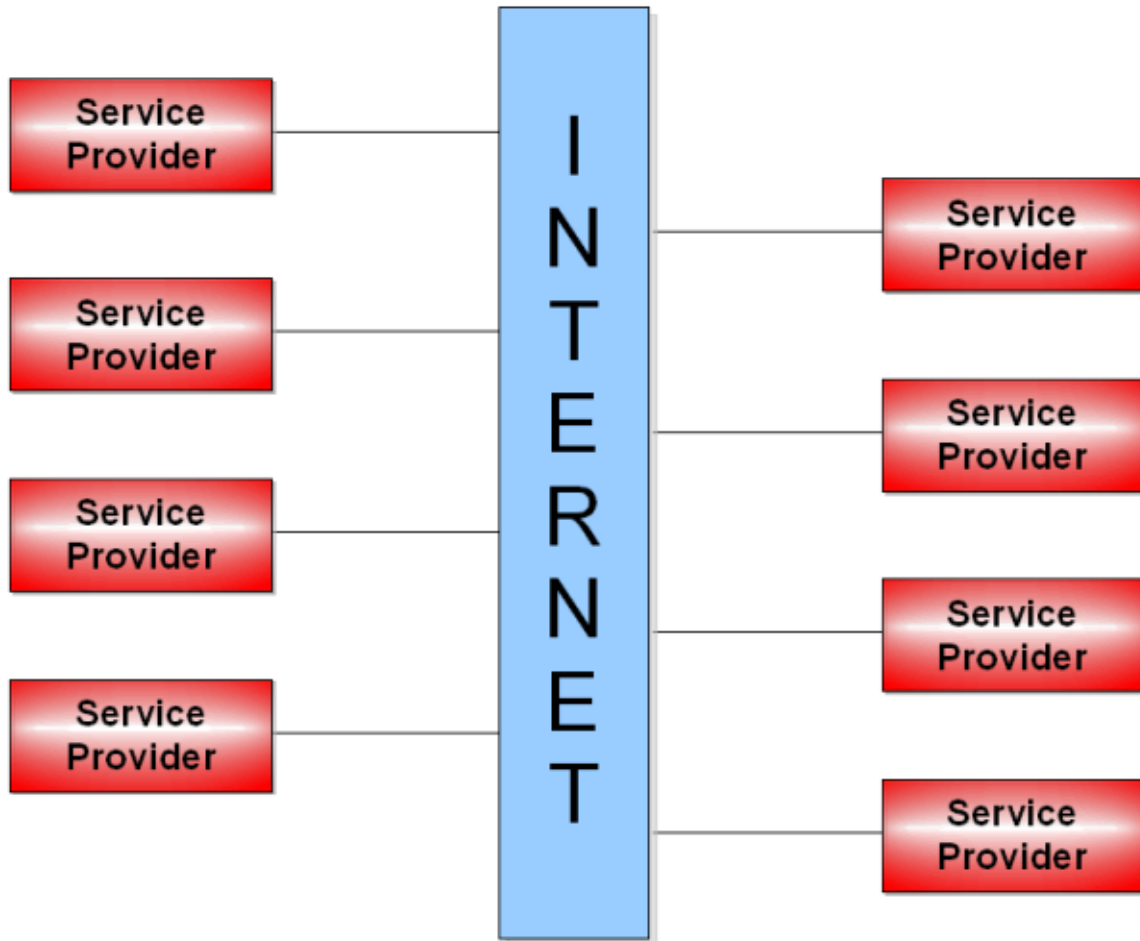 Service
Provider
Service
Provider
Service
Provider
Service
Provider
I
N
T
E
R
N
E
T
Service
Provider
Service
Provider
Service
Provider
Service
Provider